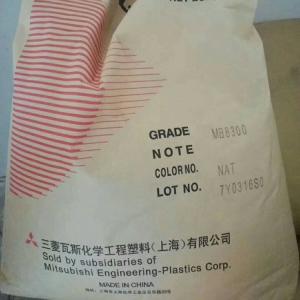 GRADE MB8300
NOTE
COLOR NO. NAT
LOT NO. 7Y0316S0
三菱瓦斯化学工程塑料(上海)有限公司
Sold by subsidiaries of
Mitsubishi Engineering-Plastics Corp.
MADE IN CHINA